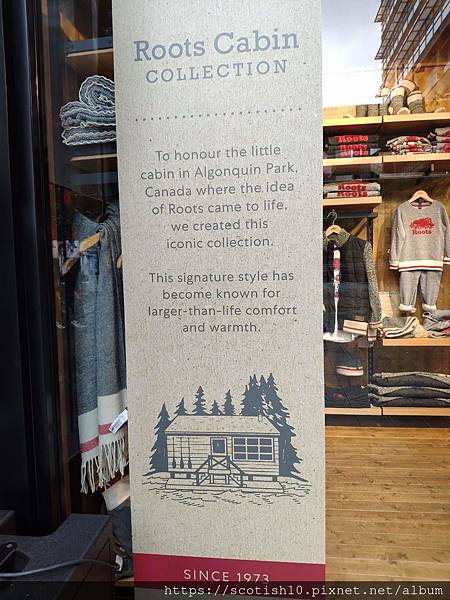 Roots Cabin
COLLECTION
To honour the little
cabin in Algonquin Park,
Canada where the idea
of Roots came to life,
we created this
iconic collection.
This signature style has
become known for
larger-than-life comfort
and warmth.
SINCE 1973
ROOTS
ROOTS
Roots
https://scotish10.pixnet.net/album